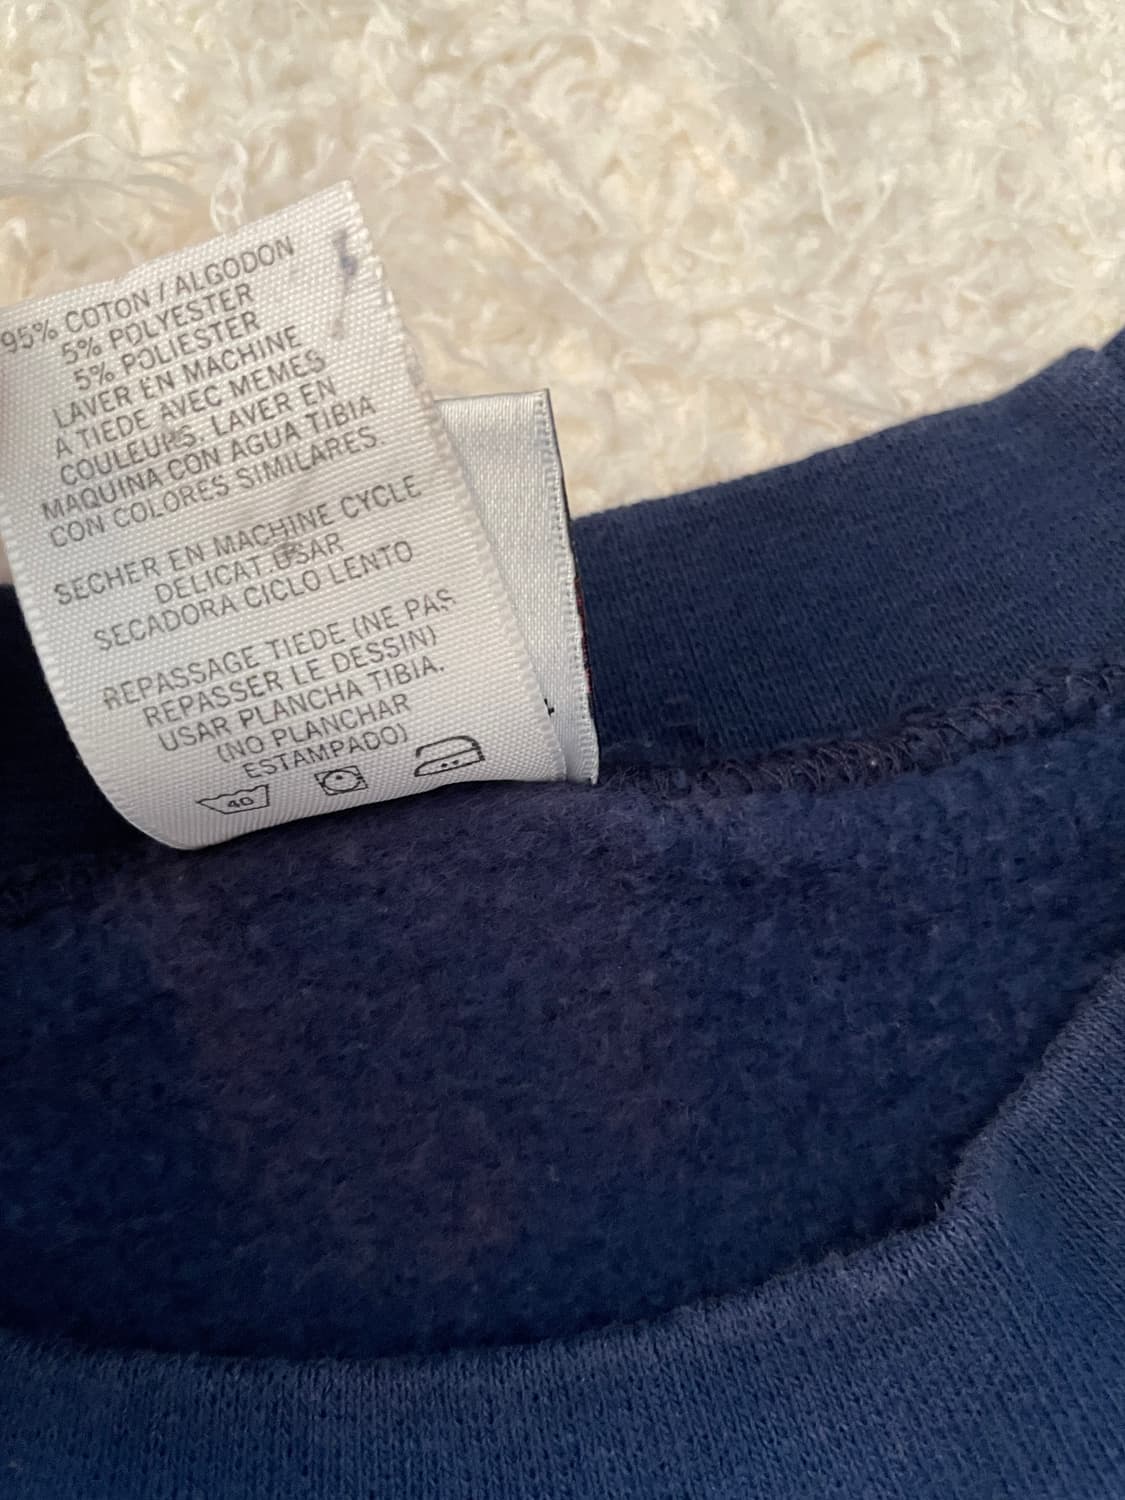 95% COTON / ALGODON
5% POLYESTER
5% POLIESTER
LAVER EN MACHINE
A TIEDE AVEC MEMES
COULEURS. LAVER EN
MAQUINA CON AGUA TIBIA
CON COLORES SIMILARES.
SECHER EN MACHINE CYCLE
DELICAT.USAR
SECADORA CICLO LENTO
REPASSAGE TIEDE (NE PAS
REPASSER LE DESSIN)
USAR PLANCHA TIBIA.
(NO PLANCHAR
ESTAMPADO)
40